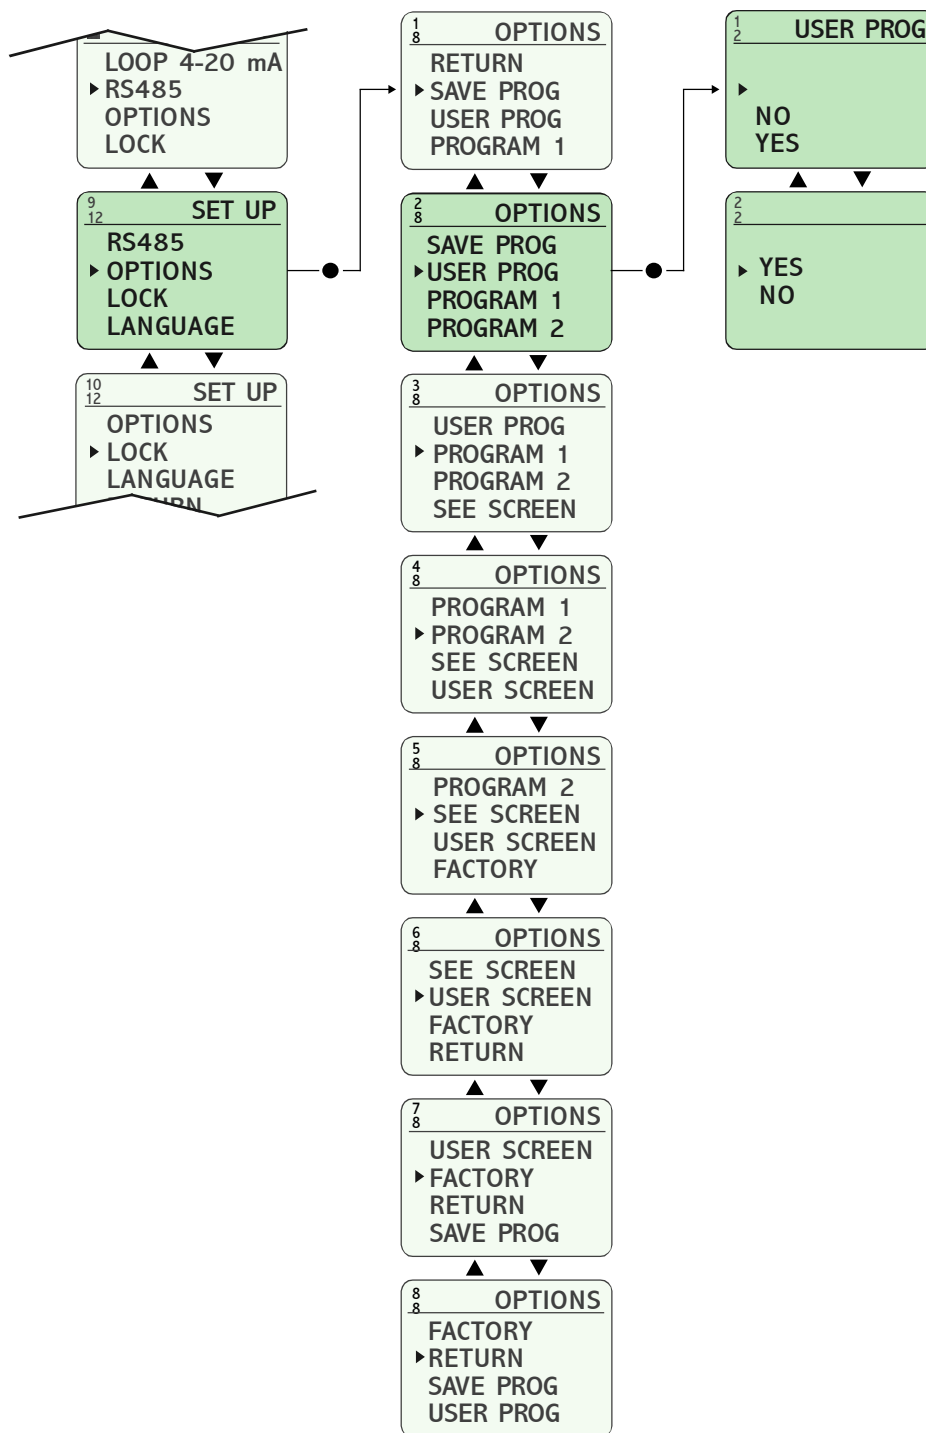 LOOP 4-20 mA
RS485
OPTIONS
LOCK
9
12
SET UP
RS485
OPTIONS
LOCK
LANGUAGE
10
12
SET UP
OPTIONS
LOCK
LANGUAGE
1
8
OPTIONS
RETURN
SAVE PROG
USER PROG
PROGRAM 1
2
8
OPTIONS
SAVE PROG
USER PROG
PROGRAM 1
PROGRAM 2
3
8
OPTIONS
USER PROG
PROGRAM 1
PROGRAM 2
SEE SCREEN
4
8
OPTIONS
PROGRAM 1
PROGRAM 2
SEE SCREEN
USER SCREEN
5
8
OPTIONS
PROGRAM 2
SEE SCREEN
USER SCREEN
FACTORY
6
8
OPTIONS
SEE SCREEN
USER SCREEN
FACTORY
RETURN
7
8
OPTIONS
USER SCREEN
FACTORY
RETURN
SAVE PROG
8
8
OPTIONS
FACTORY
RETURN
SAVE PROG
USER PROG
1
2
USER PROG
NO
YES
2
2
YES
NO